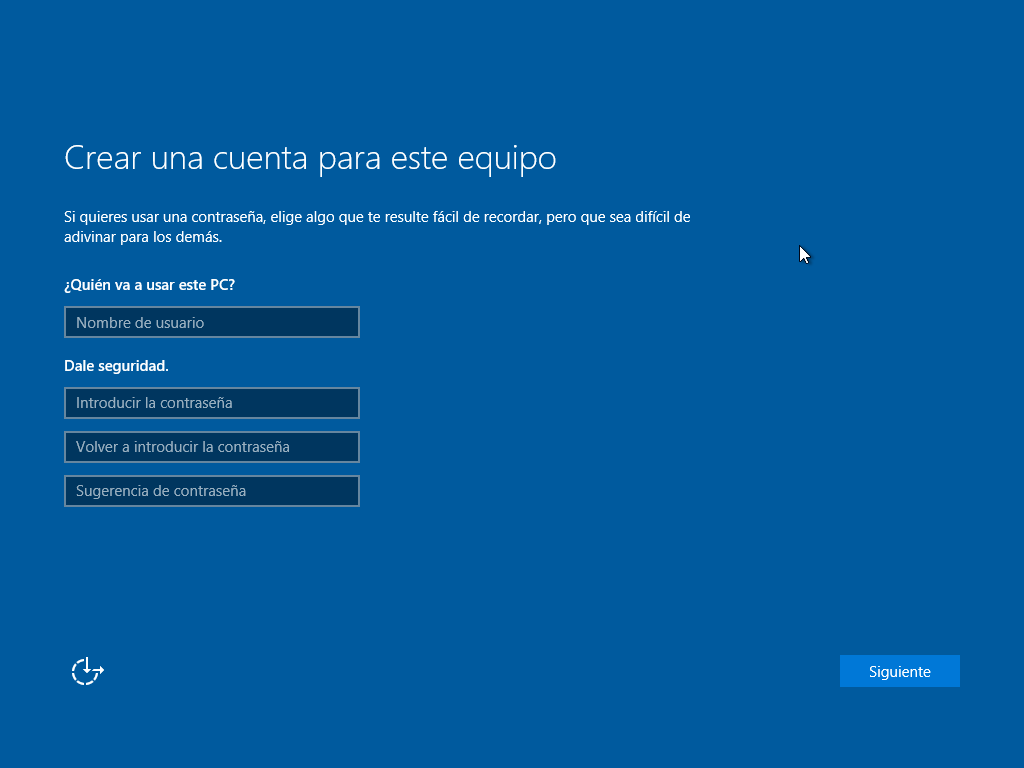 Crear una cuenta para este equipo
Si quieres usar una contraseña, elige algo que te resulte fácil de recordar, pero que sea difícil de
adivinar para los demás.
¿Quién va a usar este PC?
Nombre de usuario
Dale seguridad.
Introducir la contraseña
Volver a introducir la contraseña
Sugerencia de contraseña
Siguiente